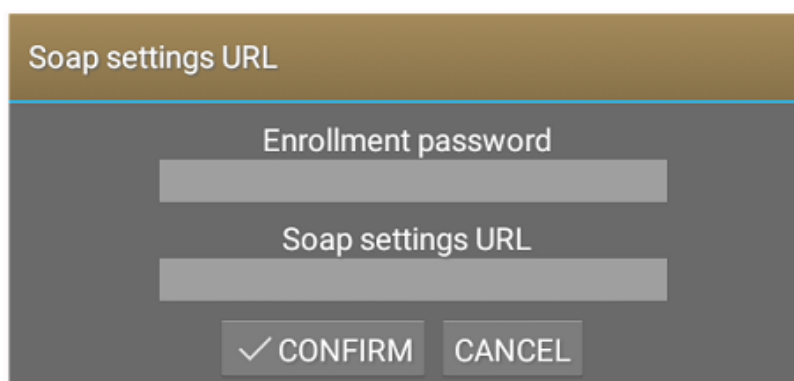 Soap settings URL
Enrollment password
Soap settings URL
CONFIRM CANCEL